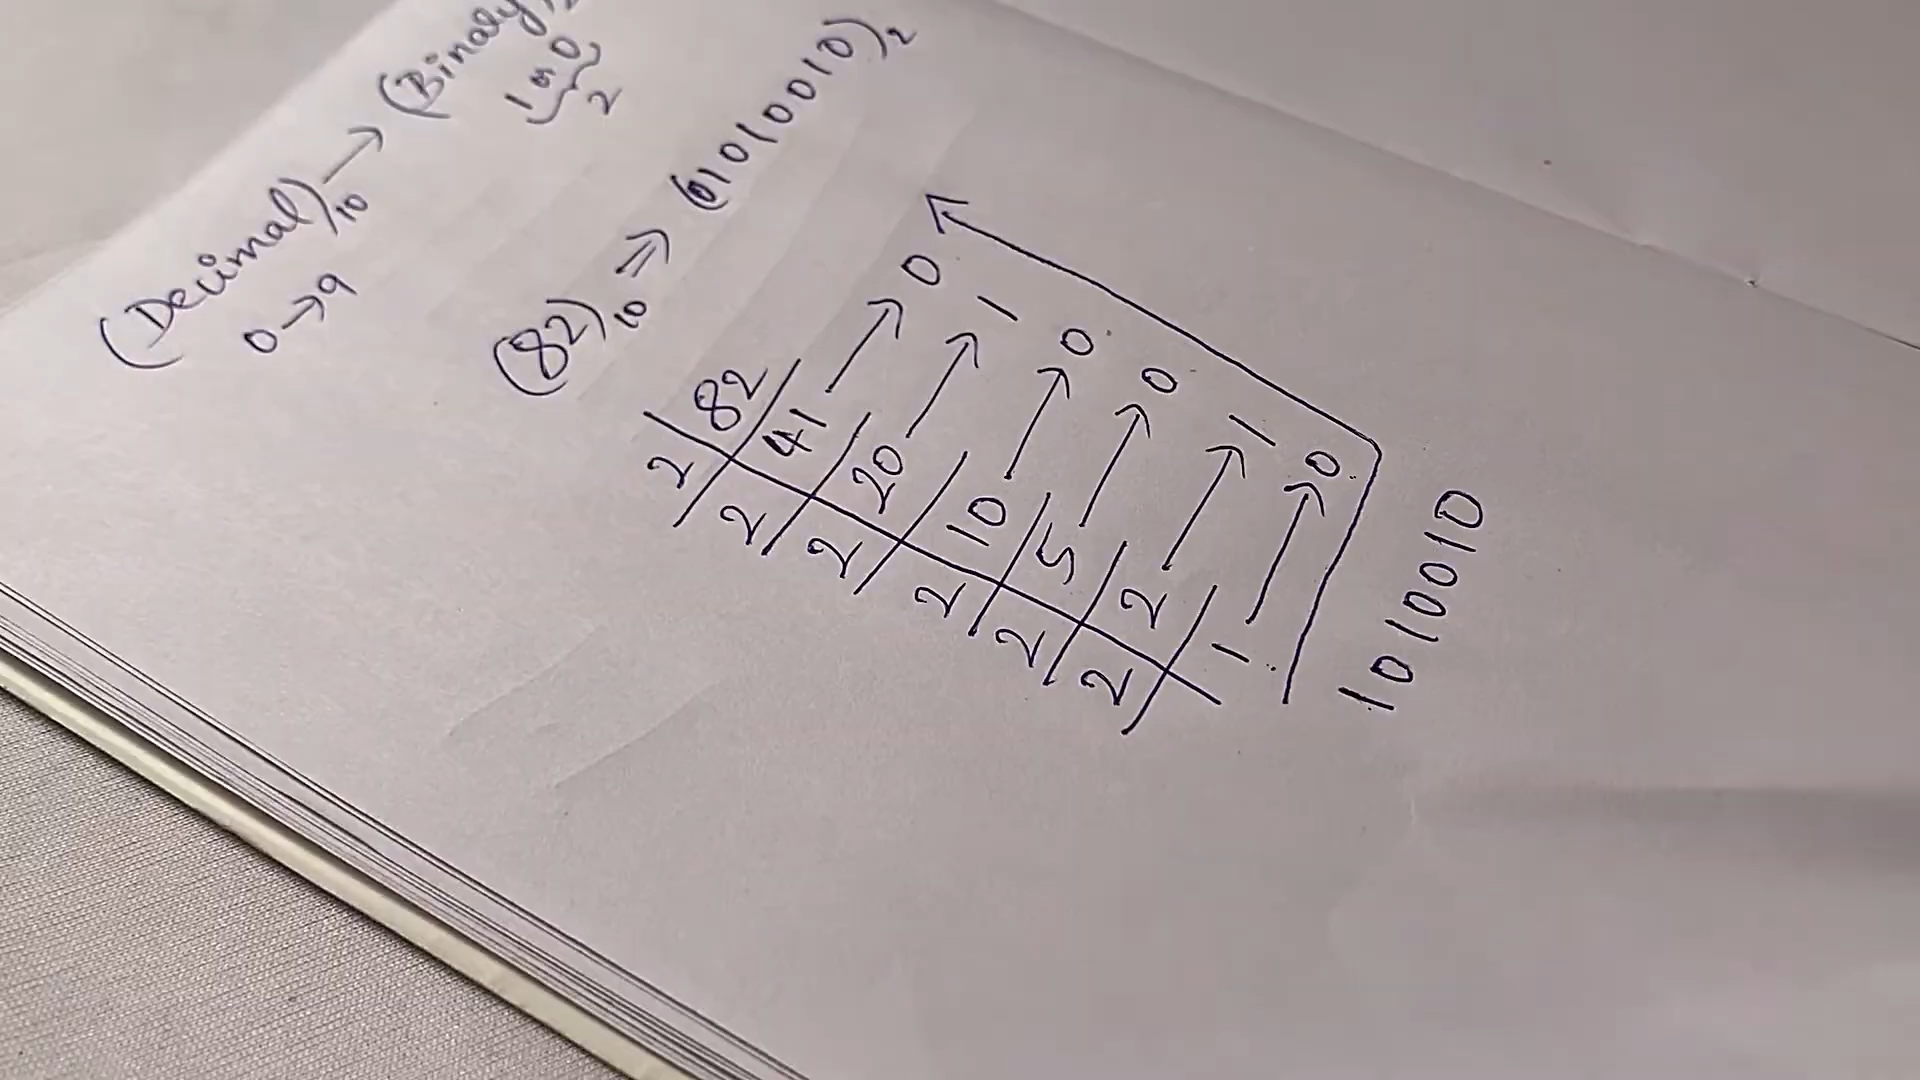 (Decimal)10 → (Binary)2
0→9 1 or 0
2
(82)10 ⇒ (01010010)2
2 82
2 41 → 0
2 20 → 1
2 10 → 0
2 5 → 0
2 2 → 1
1 → 0
1010010